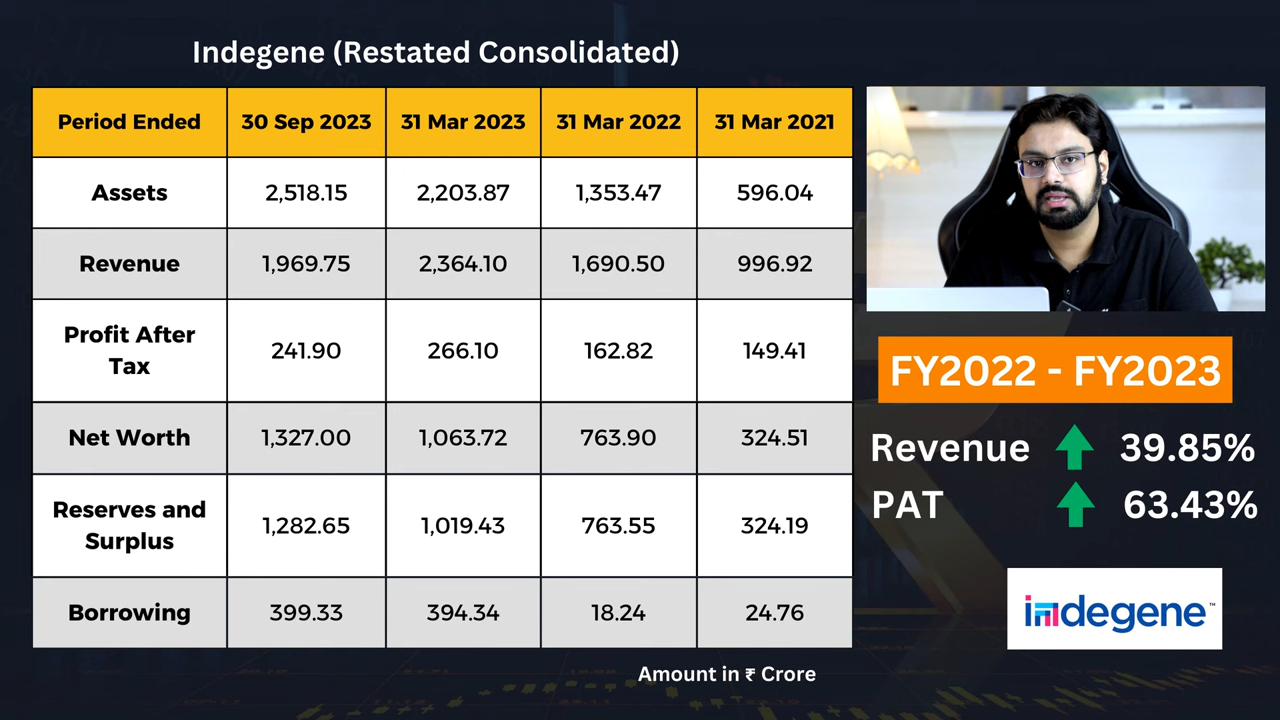 Indegene (Restated Consolidated)
Period Ended 30 Sep 2023 31 Mar 2023 31 Mar 2022 31 Mar 2021
Assets 2,518.15 2,203.87 1,353.47 596.04
Revenue 1,969.75 2,364.10 1,690.50 996.92
Profit After
Tax 241.90 266.10 162.82 149.41
Net Worth 1,327.00 1,063.72 763.90 324.51
Reserves and
Surplus 1,282.65 1,019.43 763.55 324.19
Borrowing 399.33 394.34 18.24 24.76
Amount in ₹ Crore
FY2022 - FY2023
Revenue 39.85%
PAT 63.43%
indegene™